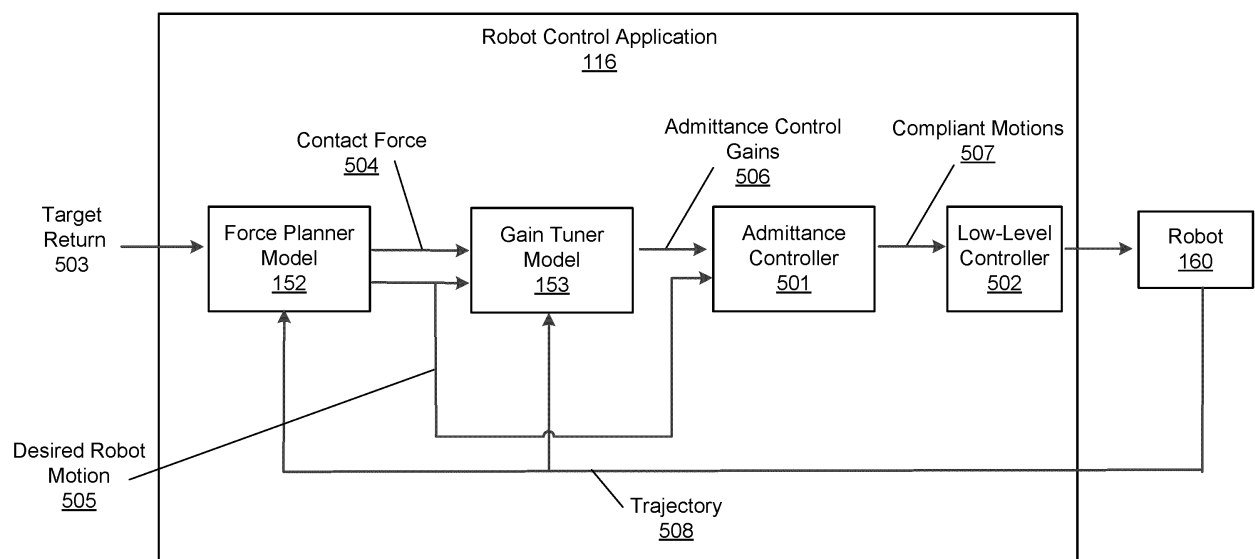 Robot Control Application
116
Contact Force
504
Admittance Control
Gains
506
Compliant Motions
507
Target
Return
503
Force Planner
Model
152
Gain Tuner
Model
153
Admittance
Controller
501
Low-Level
Controller
502
Robot
160
Desired Robot
Motion
505
Trajectory
508